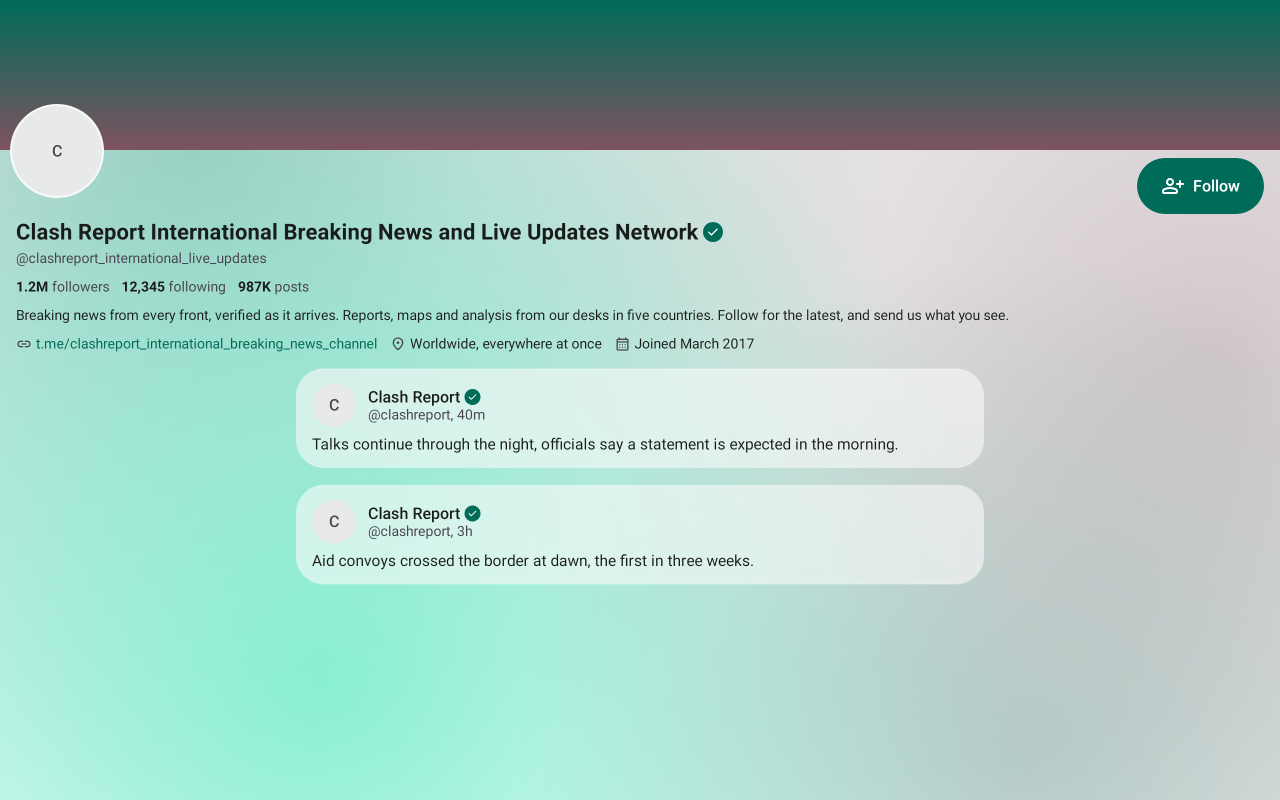 C
Follow
Clash Report International Breaking News and Live Updates Network
@clashreport_international_live_updates
1.2M followers 12,345 following 987K posts
Breaking news from every front, verified as it arrives. Reports, maps and analysis from our desks in five countries. Follow for the latest, and send us what you see.
t.me/clashreport_international_breaking_news_channel Worldwide, everywhere at once Joined March 2017
C
Clash Report
@clashreport, 40m
Talks continue through the night, officials say a statement is expected in the morning.
C
Clash Report
@clashreport, 3h
Aid convoys crossed the border at dawn, the first in three weeks.